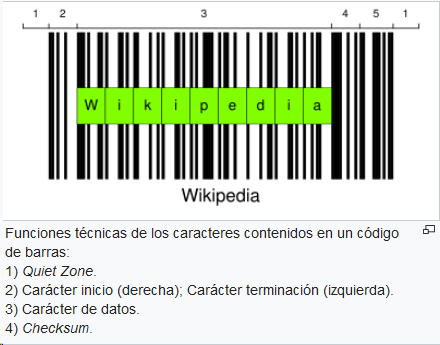 1 2 3 4 5 1
W i k i p e d i a
Wikipedia
Funciones técnicas de los caracteres contenidos en un código
de barras:
1) Quiet Zone.
2) Carácter inicio (derecha); Carácter terminación (izquierda).
3) Carácter de datos.
4) Checksum.